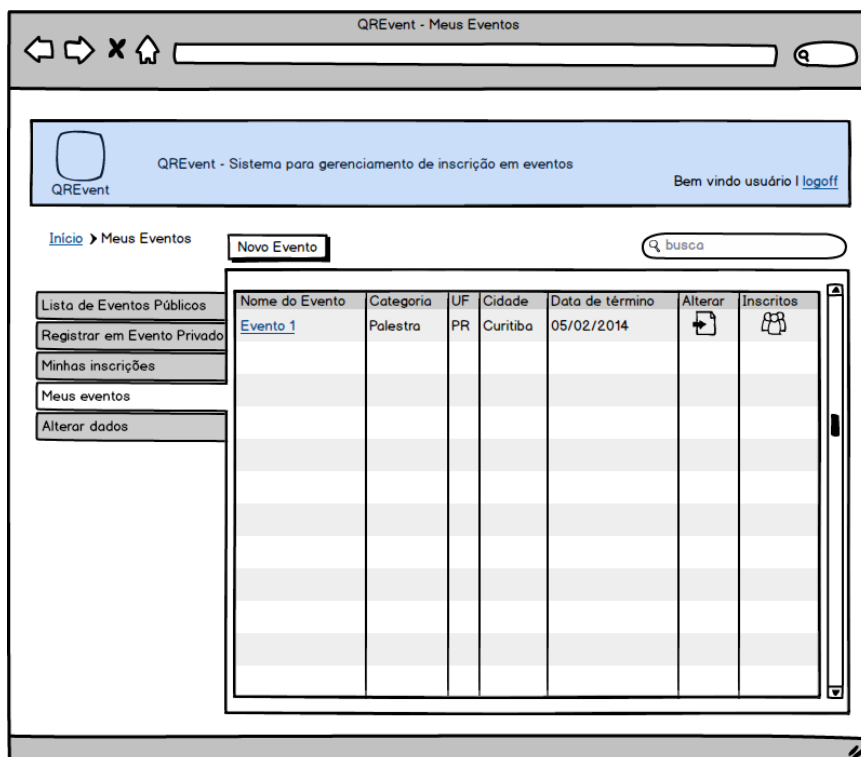 QREvent - Meus Eventos
QREvent - Sistema para gerenciamento de inscrição em eventos
QREvent
Bem vindo usuário | logoff
Início > Meus Eventos
Novo Evento
busca
Lista de Eventos Públicos
Registrar em Evento Privado
Minhas inscrições
Meus eventos
Alterar dados
Nome do Evento Categoria UF Cidade Data de término Alterar Inscritos
Evento 1 Palestra PR Curitiba 05/02/2014